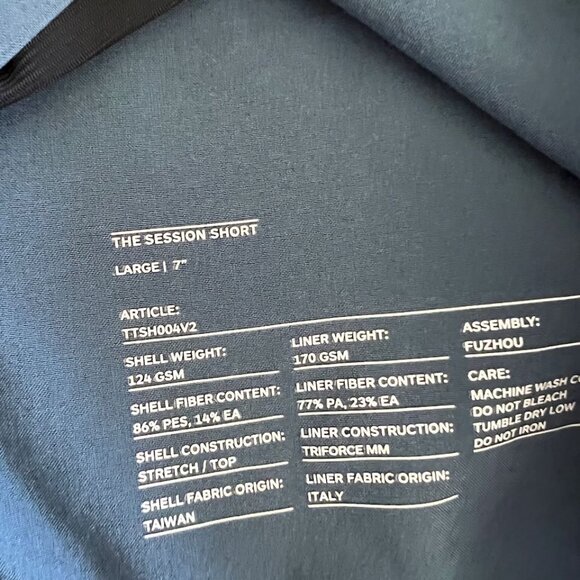 THE SESSION SHORT
LARGE | 7"
ARTICLE:
TTSH004V2
SHELL WEIGHT:
124 GSM
SHELL FIBER CONTENT:
86% PES, 14% EA
SHELL CONSTRUCTION:
STRETCH / TOP
SHELL FABRIC ORIGIN:
TAIWAN
LINER WEIGHT:
170 GSM
LINER FIBER CONTENT:
77% PA, 23% EA
LINER CONSTRUCTION:
TRIFORCE MM
LINER FABRIC ORIGIN:
ITALY
ASSEMBLY:
FUZHOU
CARE:
MACHINE WASH
DO NOT BLEACH
TUMBLE DRY LOW
DO NOT IRON